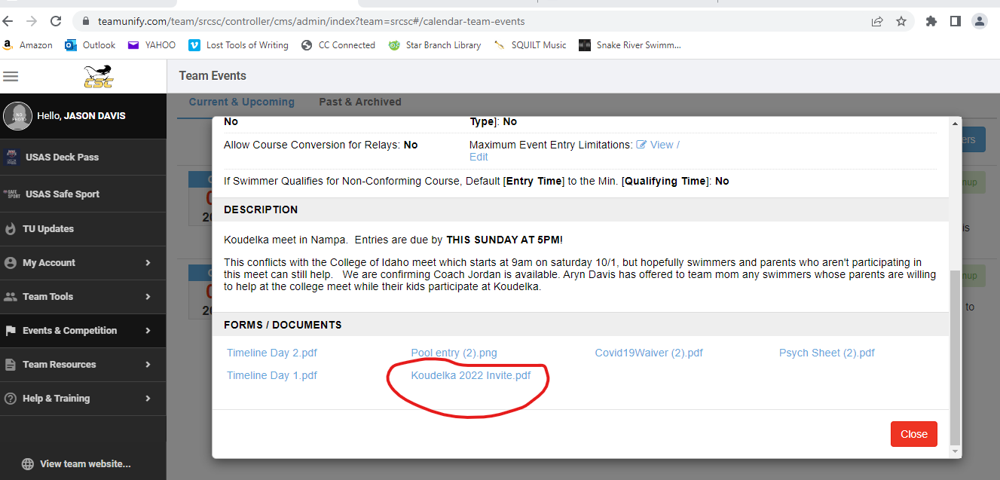 teamunify.com/team/srcsc/controller/cms/admin/index?team=srcsc#/calendar-team-events
Amazon Outlook YAHOO Lost Tools of Writing CC Connected Star Branch Library SQUILT Music Snake River Swimm...
CSC
Team Events
Current & Upcoming Past & Archived
NO PHOTO
Hello, JASON DAVIS
USAS Deck Pass
SAFE SPORT
USAS Safe Sport
TU Updates
My Account
Team Tools
Events & Competition
Team Resources
Help & Training
View team website...
No Type]: No
Allow Course Conversion for Relays: No Maximum Event Entry Limitations: View /
Edit
If Swimmer Qualifies for Non-Conforming Course, Default [Entry Time] to the Min. [Qualifying Time]: No
DESCRIPTION
Koudelka meet in Nampa. Entries are due by THIS SUNDAY AT 5PM!
This conflicts with the College of Idaho meet which starts at 9am on saturday 10/1, but hopefully swimmers and parents who aren't participating in
this meet can still help. We are confirming Coach Jordan is available. Aryn Davis has offered to team mom any swimmers whose parents are willing
to help at the college meet while their kids participate at Koudelka.
FORMS / DOCUMENTS
Timeline Day 2.pdf Pool entry (2).png Covid19Waiver (2).pdf Psych Sheet (2).pdf
Timeline Day 1.pdf Koudelka 2022 Invite.pdf
Close
to